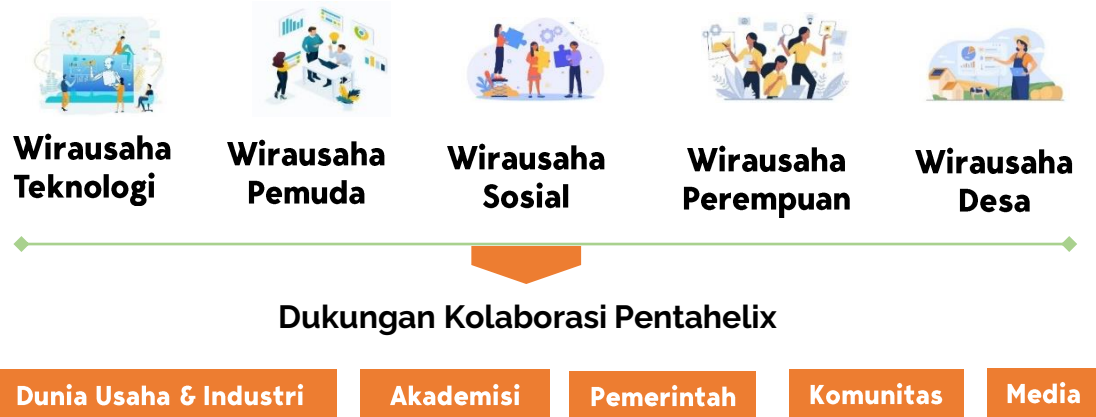 Wirausaha
Teknologi
Wirausaha
Pemuda
Wirausaha
Sosial
Wirausaha
Perempuan
Wirausaha
Desa
Dukungan Kolaborasi Pentahelix
Dunia Usaha & Industri
Akademisi
Pemerintah
Komunitas
Media